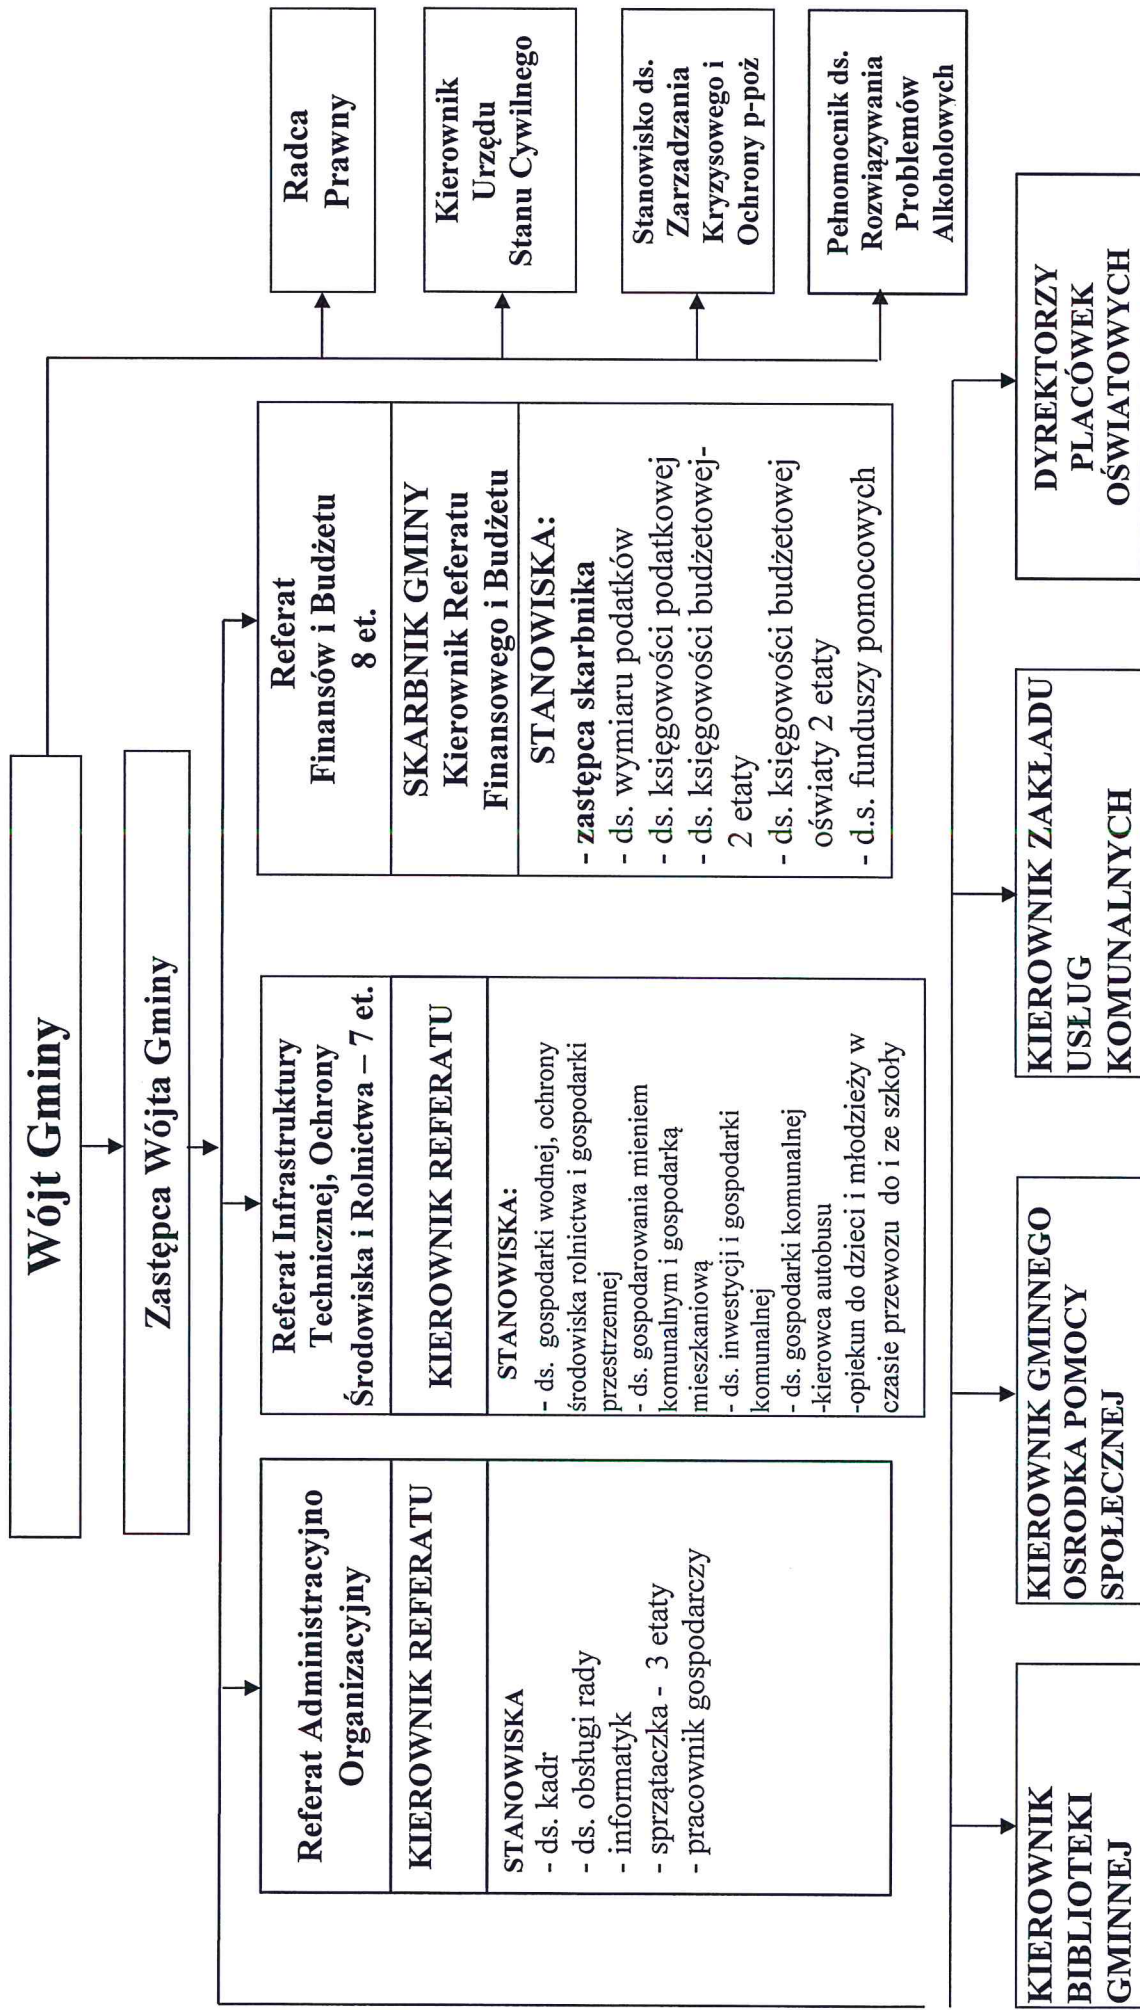 Wójt Gminy
Zastępca Wójta Gminy
Referat Administracyjno
Organizacyjny
KIEROWNIK REFERATU
STANOWISKA
- ds. kadr
- ds. obsługi rady
- informatyk
- sprzątaczka - 3 etaty
- pracownik gospodarczy
Referat Infrastruktury
Technicznej, Ochrony
Środowiska i Rolnictwa – 7 et.
KIEROWNIK REFERATU
STANOWISKA:
- ds. gospodarki wodnej, ochrony
środowiska rolnictwa i gospodarki
przestrzennej
- ds. gospodarowania mieniem
komunalnym i gospodarką
mieszkaniową
- ds. inwestycji i gospodarki
komunalnej
- ds. gospodarki komunalnej
-kierowca autobusu
-opiekun do dzieci i młodzieży w
czasie przewozu do i ze szkoły
Referat
Finansów i Budżetu
8 et.
SKARBNIK GMINY
Kierownik Referatu
Finansowego i Budżetu
STANOWISKA:
- zastępca skarbnika
- ds. wymiaru podatków
- ds. księgowości podatkowej
- ds. księgowości budżetowej-
2 etaty
- ds. księgowości budżetowej
oświaty 2 etaty
- d.s. funduszy pomocowych
Radca
Prawny
Kierownik
Urzędu
Stanu Cywilnego
Stanowisko ds.
Zarzadzania
Kryzysowego i
Ochrony p-poż
Pełnomocnik ds.
Rozwiązywania
Problemów
Alkoholowych
KIEROWNIK
BIBLIOTEKI
GMINNEJ
KIEROWNIK GMINNEGO
OSRODKA POMOCY
SPOŁECZNEJ
KIEROWNIK ZAKŁADU
USŁUG
KOMUNALNYCH
DYREKTORZY
PLACÓWEK
OŚWIATOWYCH